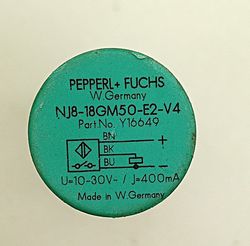 PEPPERL+ FUCHS
W.Germany
NJ8-18GM50-E2-V4
Part.No. Y16649
BN +
BK
BU -
U=10-30V- / J=400mA
Made in W.Germany